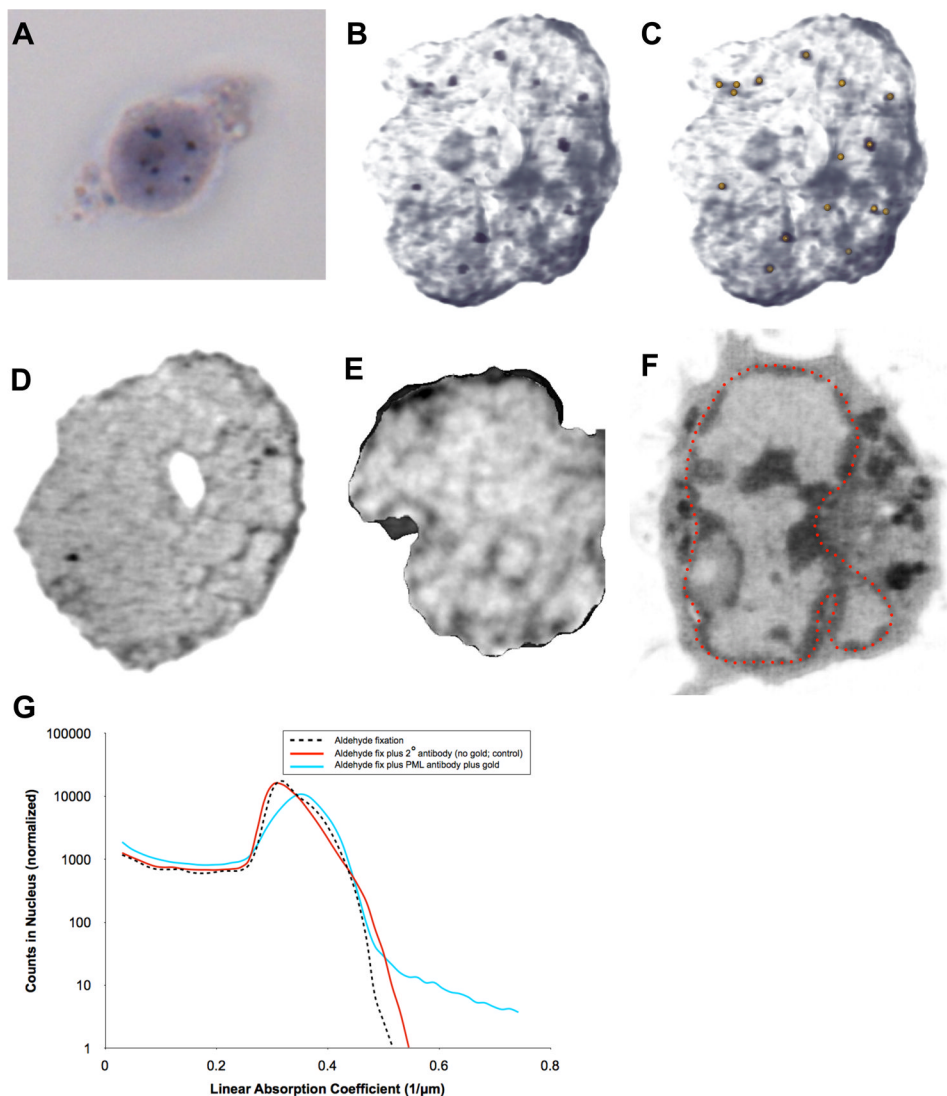 A
B
C
D
E
F
G
Aldehyde fixation
Aldehyde fix plus 2° antibody (no gold; control)
Aldehyde fix plus PML antibody plus gold
100000
10000
1000
100
10
1
Counts in Nucleus (normalized)
0
0.2
0.4
0.6
0.8
Linear Absorption Coefficient (1/µm)